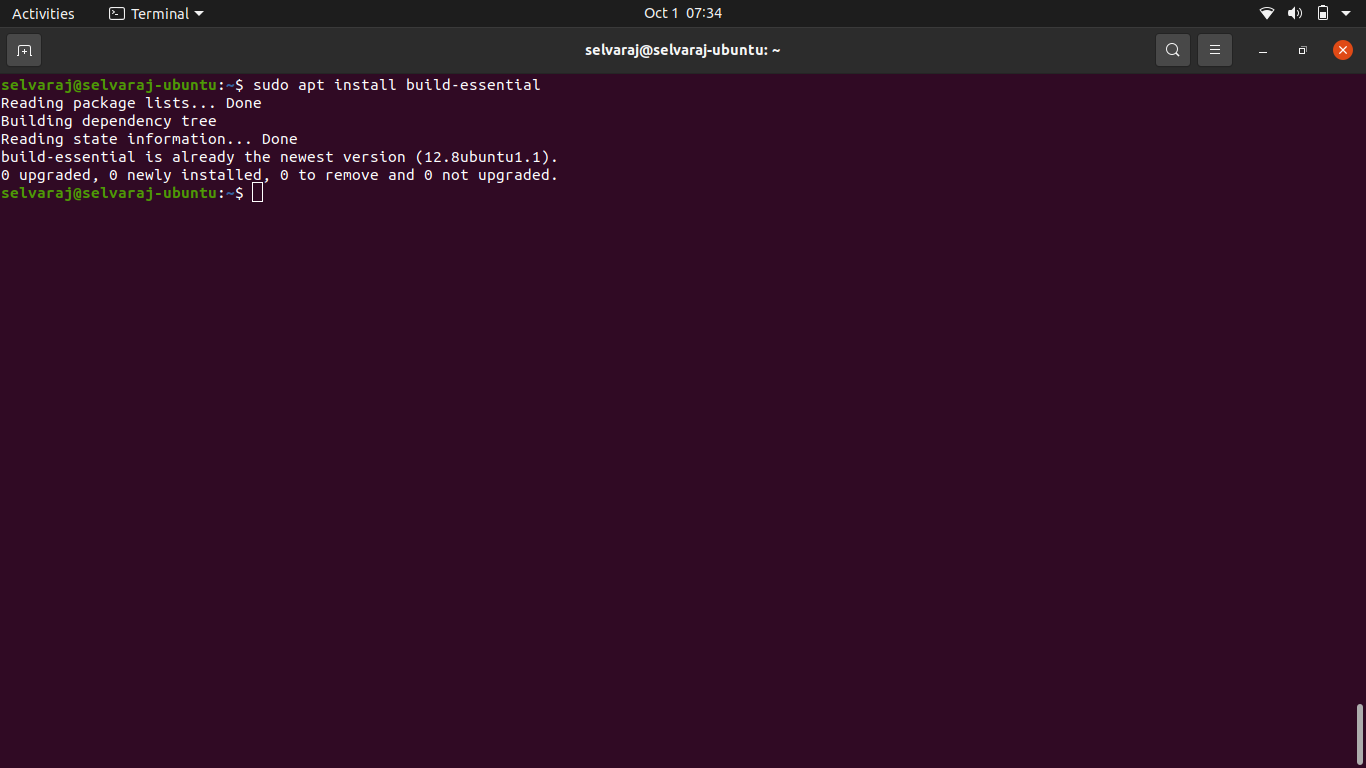 Activities
Terminal
Oct 1 07:34
selvaraj@selvaraj-ubuntu: ~
selvaraj@selvaraj-ubuntu:~$ sudo apt install build-essential
Reading package lists... Done
Building dependency tree
Reading state information... Done
build-essential is already the newest version (12.8ubuntu1.1).
0 upgraded, 0 newly installed, 0 to remove and 0 not upgraded.
selvaraj@selvaraj-ubuntu:~$